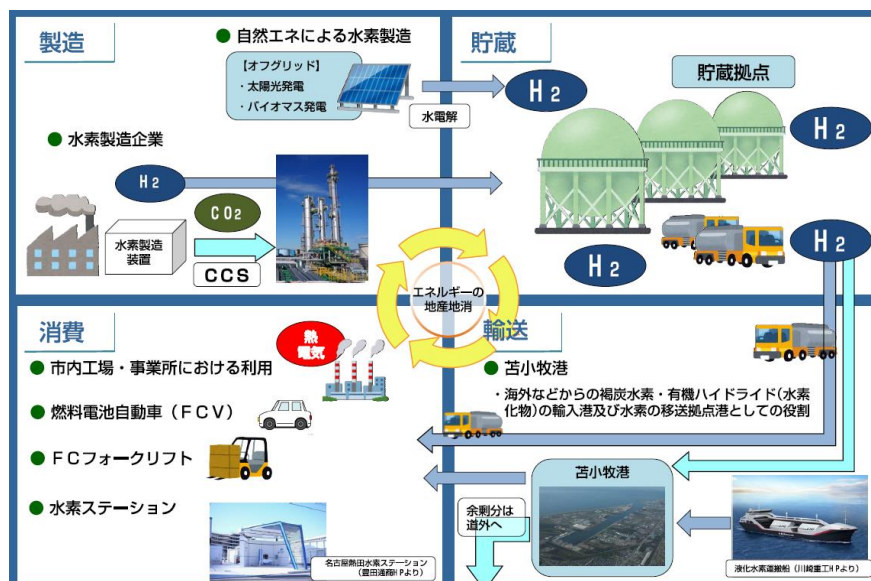 製造
● 自然エネによる水素製造
【オフグリッド】
・太陽光発電
・バイオマス発電
水電解
● 水素製造企業
H2
CO2
水素製造
装置
CCS
貯蔵
貯蔵拠点
H2
H2
H2
H2
エネルギーの
地産地消
消費
熱
電気
● 市内工場・事業所における利用
● 燃料電池自動車（FCV）
● FCフォークリフト
● 水素ステーション
名古屋熱田水素ステーション
（豊田通商HPより）
輸送
● 苫小牧港
・海外などからの褐炭水素・有機ハイドライド（水素
化物）の輸入港及び水素の移送拠点港としての役割
苫小牧港
余剰分は
道外へ
液化水素運搬船（川崎重工HPより）